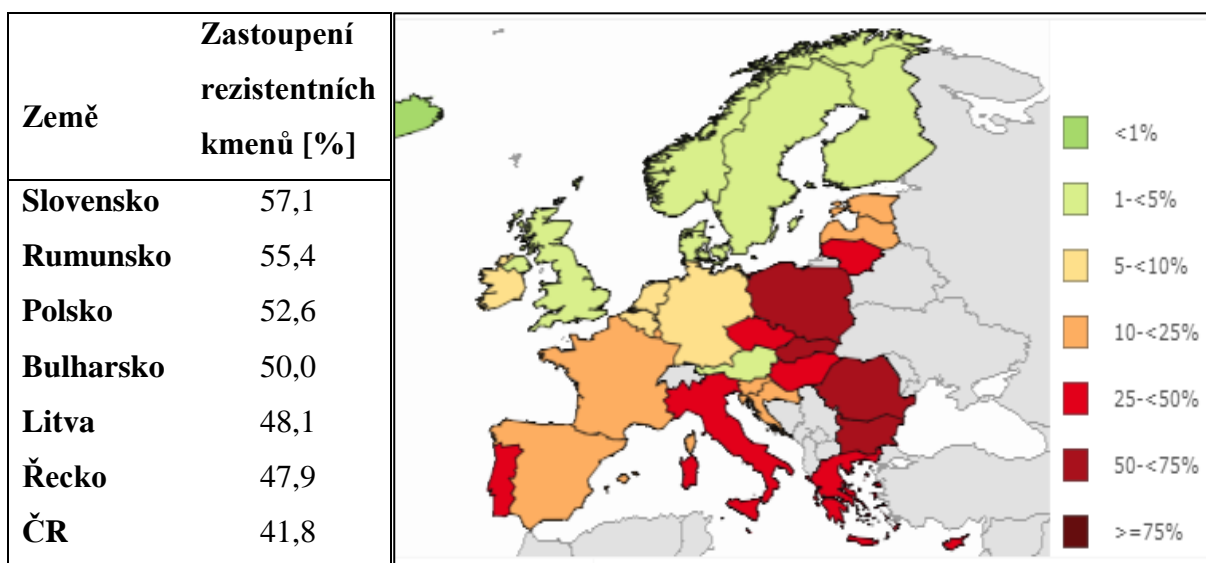 Země
Zastoupení
rezistentních
kmenů [%]
Slovensko 57,1
Rumunsko 55,4
Polsko 52,6
Bulharsko 50,0
Litva 48,1
Řecko 47,9
ČR 41,8
<1%
1-<5%
5-<10%
10-<25%
25-<50%
50-<75%
>=75%